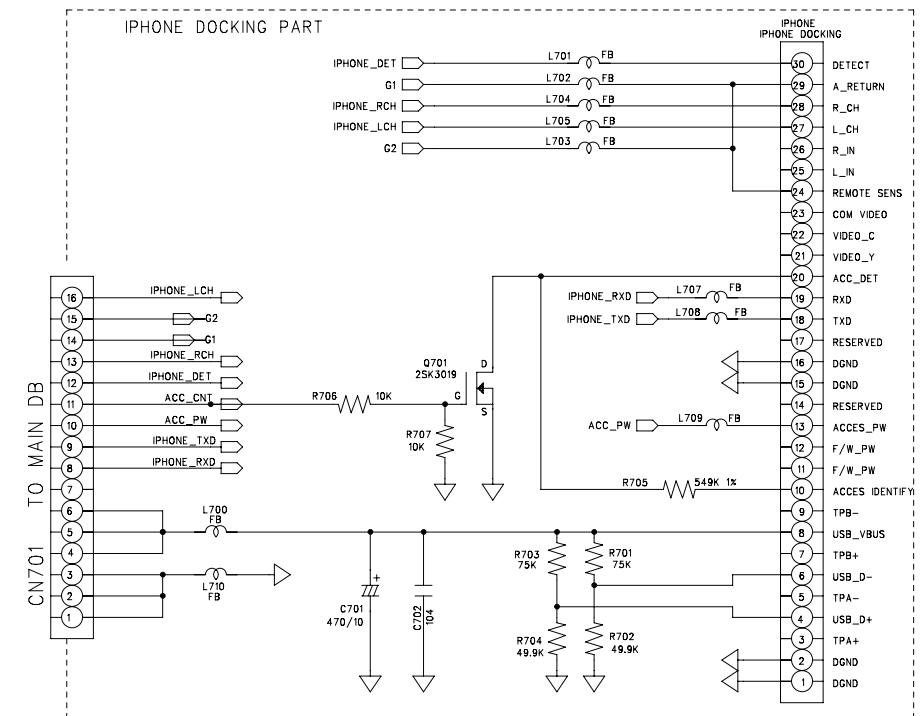 IPHONE DOCKING PART
IPHONE
IPHONE DOCKING
IPHONE_DET
L701
FB
30
DETECT
G1
L702
FB
29
A_RETURN
IPHONE_RCH
L704
FB
28
R_CH
IPHONE_LCH
L705
FB
27
L_CH
G2
L703
FB
26
R_IN
25
L_IN
24
REMOTE SENS
23
COM VIDEO
22
VIDEO_C
21
VIDEO_Y
20
ACC_DET
IPHONE_RXD
L707
FB
19
RXD
IPHONE_TXD
L708
FB
18
TXD
17
RESERVED
16
DGND
15
DGND
14
RESERVED
ACC_PW
L709
FB
13
ACCES_PW
12
F/W_PW
11
F/W_PW
R705
549K 1%
10
ACCES IDENTIFY
9
TPB-
8
USB_VBUS
7
TPB+
6
USB_D-
5
TPA-
4
USB_D+
3
TPA+
2
DGND
1
DGND
CN701 TO MAIN DB
16
IPHONE_LCH
15
G2
14
G1
13
IPHONE_RCH
12
IPHONE_DET
11
ACC_CNT
10
ACC_PW
9
IPHONE_TXD
8
IPHONE_RXD
7
6
5
4
3
2
1
R706
10K
Q701
2SK3019
D
G
S
R707
10K
L700
FB
L710
FB
C701
470/10
C702
104
R703
75K
R701
75K
R704
49.9K
R702
49.9K